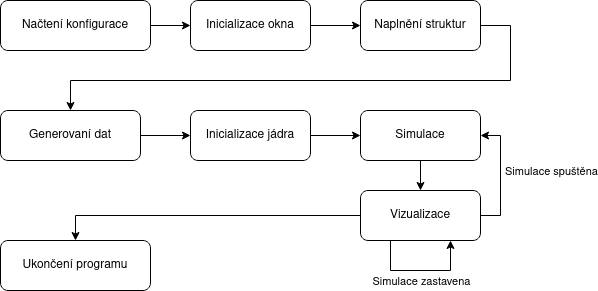 Načtení konfigurace
Inicializace okna
Naplnění struktur
Generovaní dat
Inicializace jádra
Simulace
Simulace spuštěna
Vizualizace
Ukončení programu
Simulace zastavena